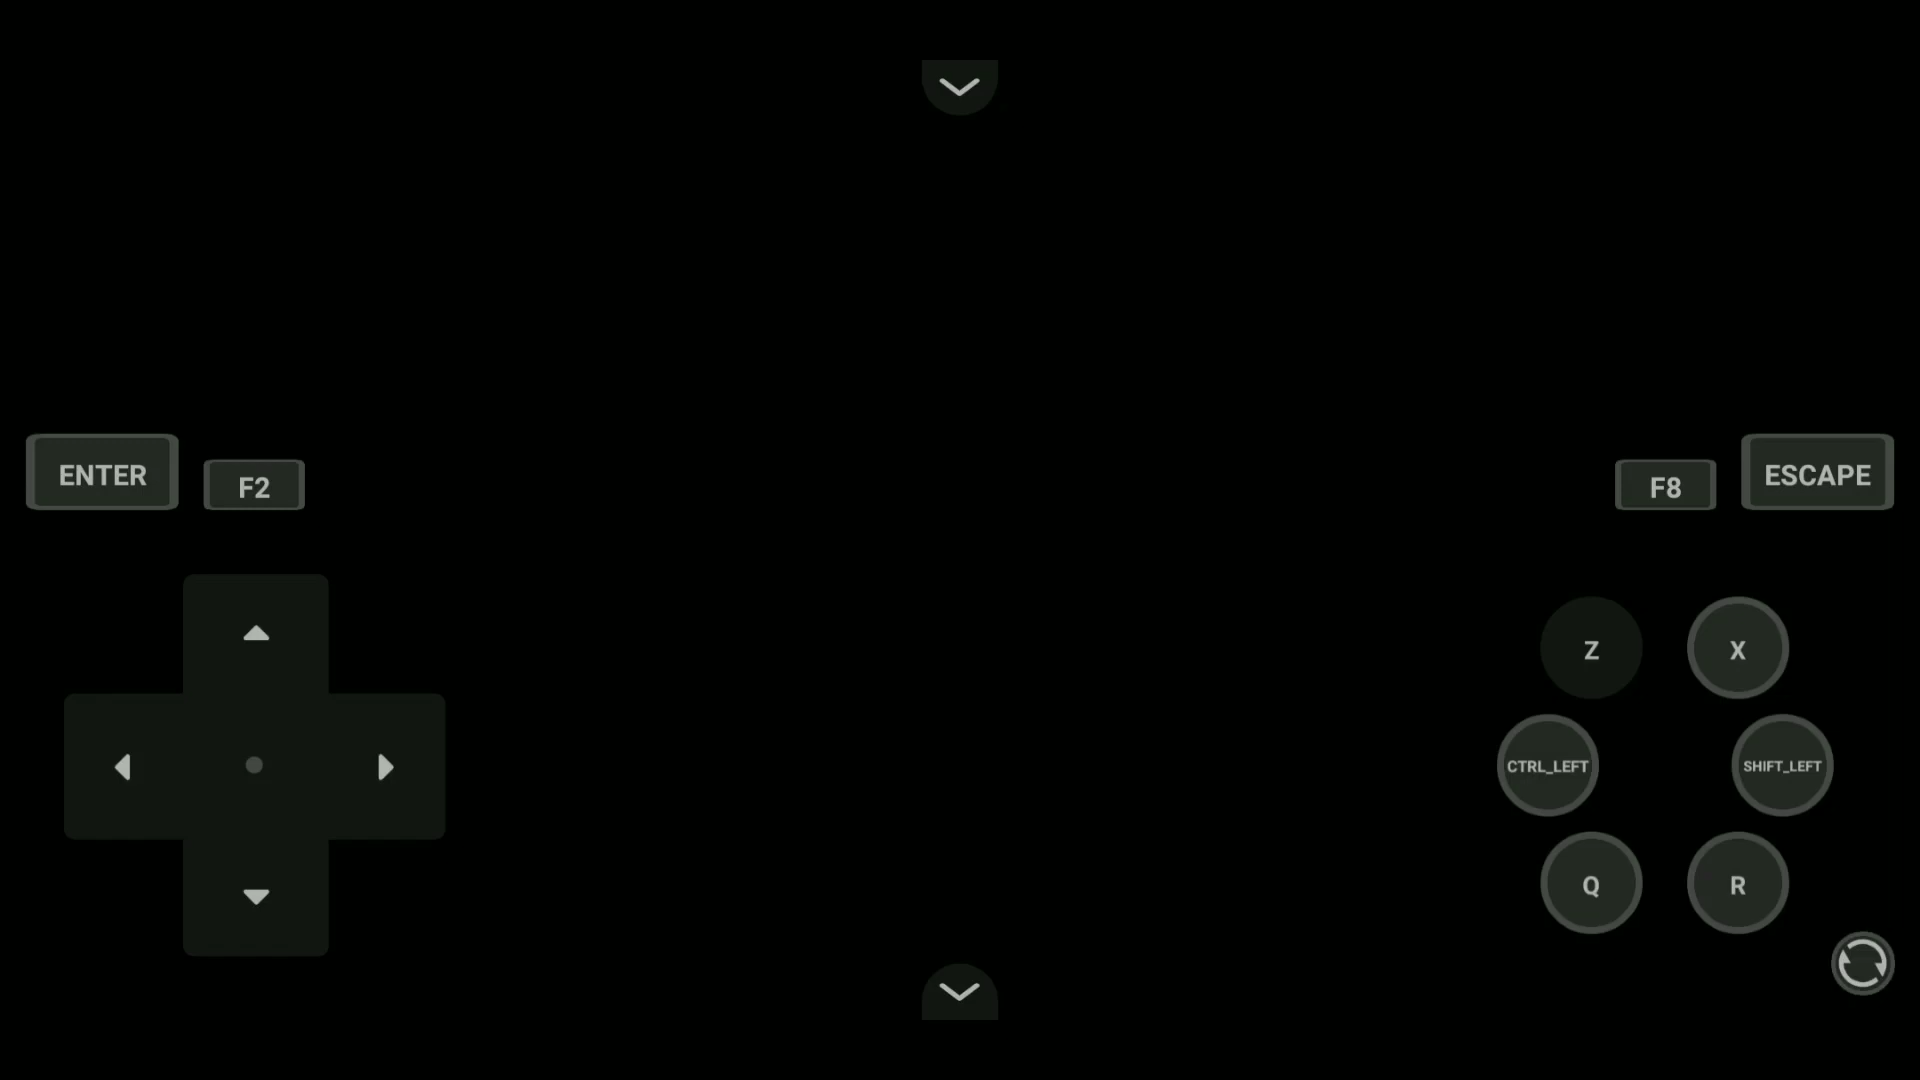 ENTER
F2
F8
ESCAPE
Z
X
CTRL_LEFT
SHIFT_LEFT
Q
R